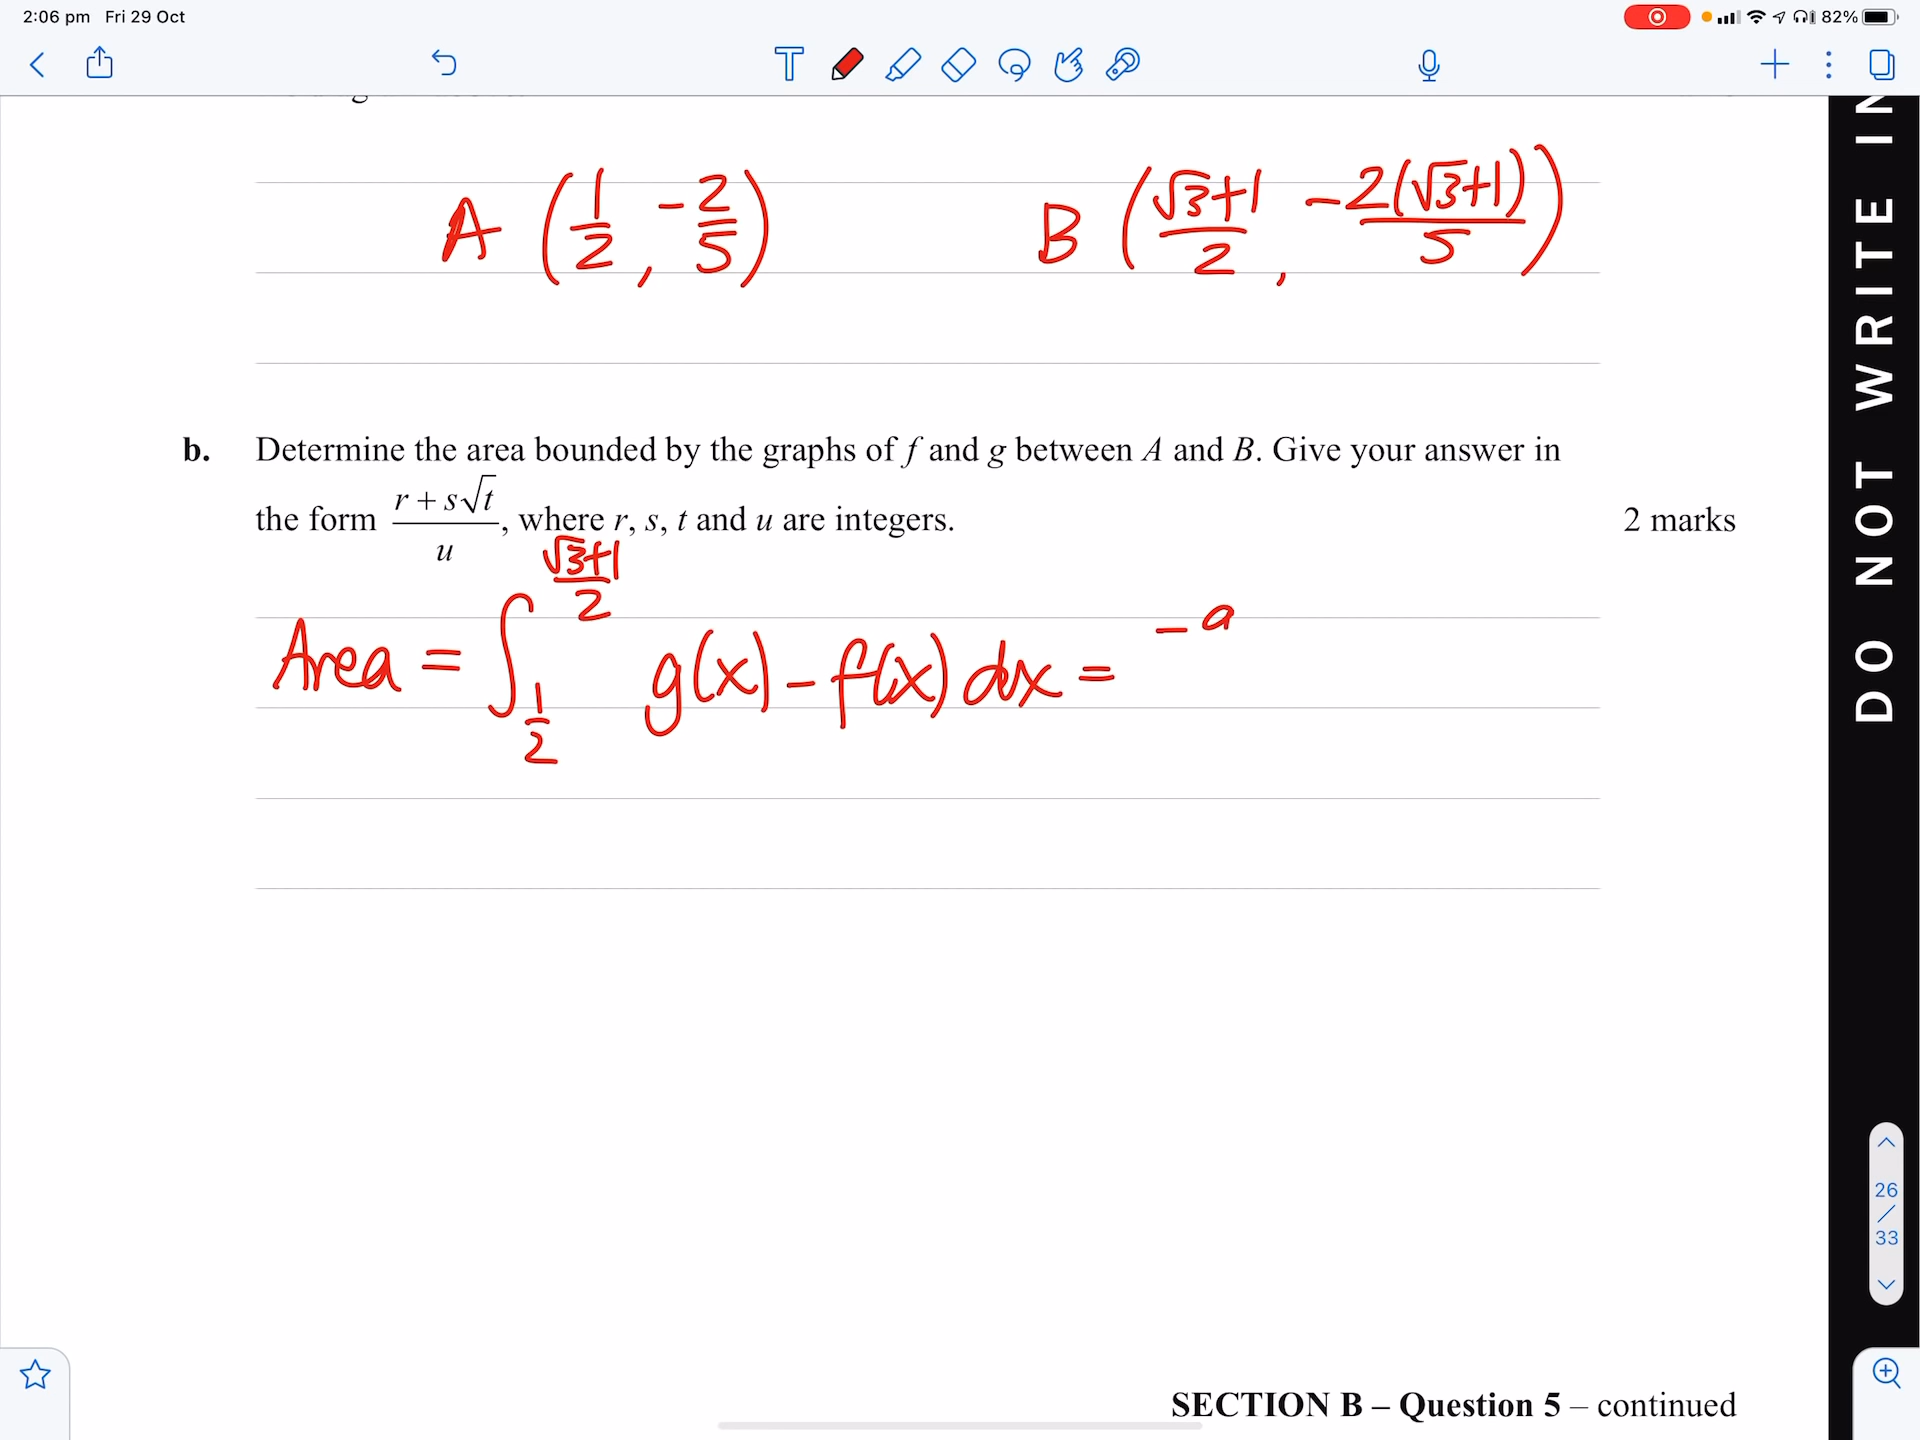 2:06 pm Fri 29 Oct 82%
A (1/2, -2/5) B ((√3+1)/2, -2(√3+1)/5)
b. Determine the area bounded by the graphs of f and g between A and B. Give your answer in
the form (r + s√t)/u, where r, s, t and u are integers. 2 marks
Area = ∫_{1/2}^{(√3+1)/2} g(x) - f(x) dx = -a
DO NOT WRITE IN
26
/
33
SECTION B – Question 5 – continued